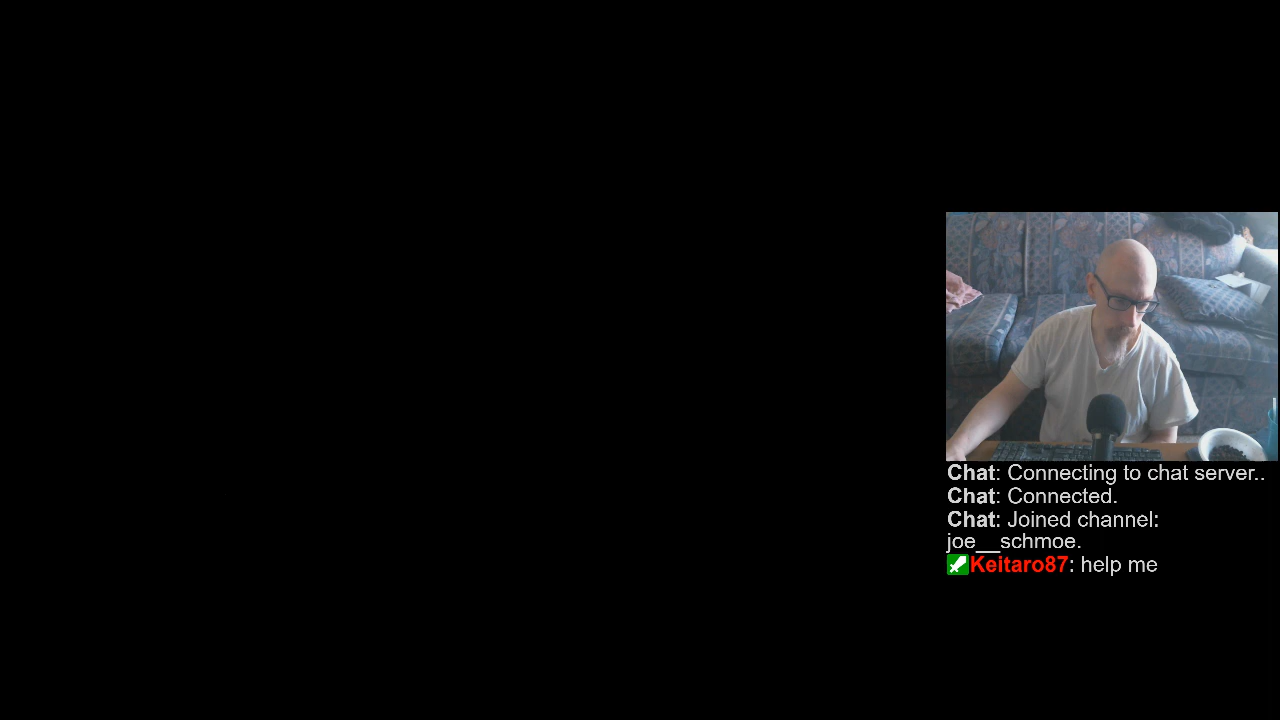 Chat: Connecting to chat server..
Chat: Connected.
Chat: Joined channel:
joe__schmoe.
Keitaro87: help me